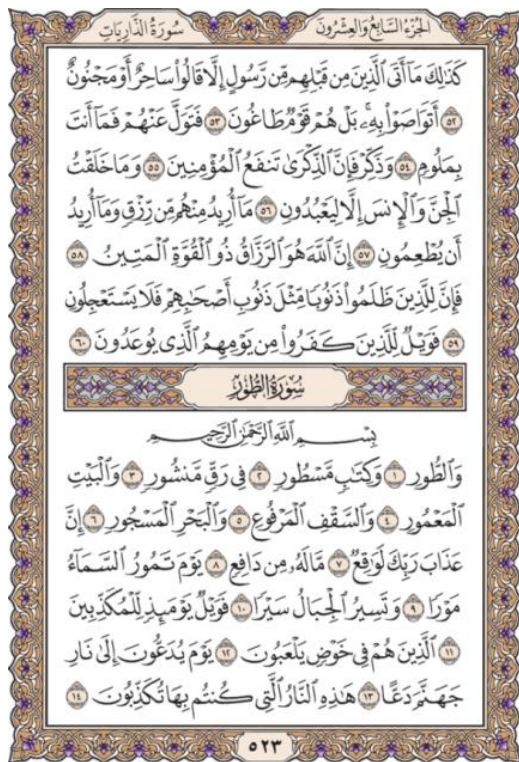 الجزء السابع والعشرون
سورة الذاريات
كَذَٰلِكَ مَآ أَتَى ٱلَّذِينَ مِن قَبْلِهِم مِّن رَّسُولٍ إِلَّا قَالُواْ سَاحِرٌ أَوْ مَجْنُونٌ
۝٥٢ أَتَوَاصَوْاْ بِهِۦۚ بَلْ هُمْ قَوْمٌ طَاغُونَ ۝٥٣ فَتَوَلَّ عَنْهُمْ فَمَآ أَنتَ
بِمَلُومٍ ۝٥٤ وَذَكِّرْ فَإِنَّ ٱلذِّكْرَىٰ تَنفَعُ ٱلْمُؤْمِنِينَ ۝٥٥ وَمَا خَلَقْتُ
ٱلْجِنَّ وَٱلْإِنسَ إِلَّا لِيَعْبُدُونِ ۝٥٦ مَآ أُرِيدُ مِنْهُم مِّن رِّزْقٍ وَمَآ أُرِيدُ
أَن يُطْعِمُونِ ۝٥٧ إِنَّ ٱللَّهَ هُوَ ٱلرَّزَّاقُ ذُو ٱلْقُوَّةِ ٱلْمَتِينُ ۝٥٨
فَإِنَّ لِلَّذِينَ ظَلَمُواْ ذَنُوبًا مِّثْلَ ذَنُوبِ أَصْحَٰبِهِمْ فَلَا يَسْتَعْجِلُونِ
۝٥٩ فَوَيْلٌ لِّلَّذِينَ كَفَرُواْ مِن يَوْمِهِمُ ٱلَّذِى يُوعَدُونَ ۝٦٠
سُورَةُ الطُّورِ
بِسْمِ ٱللَّهِ ٱلرَّحْمَٰنِ ٱلرَّحِيمِ
وَٱلطُّورِ ۝١ وَكِتَٰبٍ مَّسْطُورٍ ۝٢ فِى رَقٍّ مَّنشُورٍ ۝٣ وَٱلْبَيْتِ
ٱلْمَعْمُورِ ۝٤ وَٱلسَّقْفِ ٱلْمَرْفُوعِ ۝٥ وَٱلْبَحْرِ ٱلْمَسْجُورِ ۝٦ إِنَّ
عَذَابَ رَبِّكَ لَوَٰقِعٌ ۝٧ مَّا لَهُۥ مِن دَافِعٍ ۝٨ يَوْمَ تَمُورُ ٱلسَّمَآءُ
مَوْرًا ۝٩ وَتَسِيرُ ٱلْجِبَالُ سَيْرًا ۝١٠ فَوَيْلٌ يَوْمَئِذٍ لِّلْمُكَذِّبِينَ
۝١١ ٱلَّذِينَ هُمْ فِى خَوْضٍ يَلْعَبُونَ ۝١٢ يَوْمَ يُدَعُّونَ إِلَىٰ نَارِ
جَهَنَّمَ دَعًّا ۝١٣ هَٰذِهِ ٱلنَّارُ ٱلَّتِى كُنتُم بِهَا تُكَذِّبُونَ ۝١٤
٥٢٣